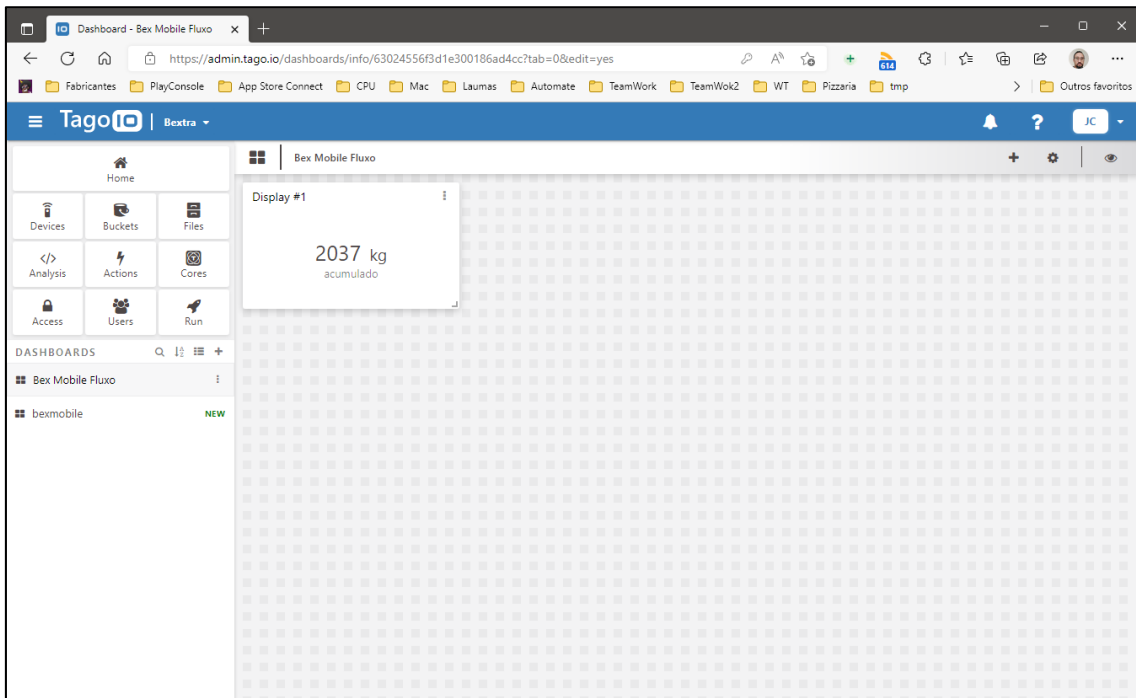 Dashboard - Bex Mobile Fluxo
https://admin.tago.io/dashboards/info/63024556f3d1e300186ad4cc?tab=0&edit=yes
614
Fabricantes PlayConsole App Store Connect CPU Mac Laumas Automate TeamWork TeamWok2 WT Pizzaria tmp Outros favoritos
Tago IO | Bextra ? JC
Home
Bex Mobile Fluxo
Devices Buckets Files
Display #1
Analysis Actions Cores
2037 kg
acumulado
Access Users Run
DASHBOARDS
Bex Mobile Fluxo
bexmobile NEW